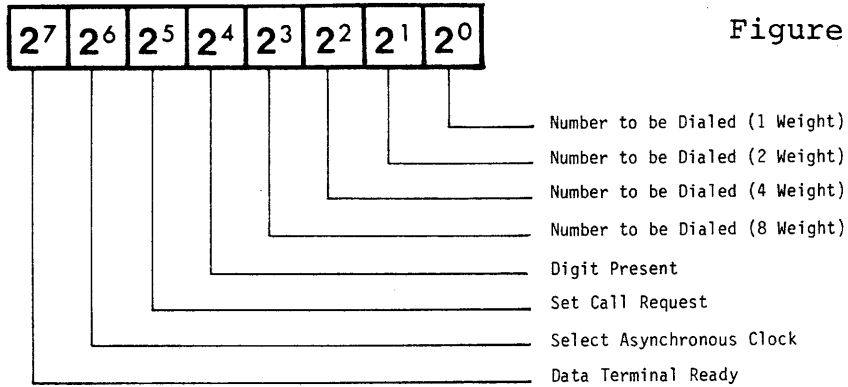 2⁷ 2⁶ 2⁵ 2⁴ 2³ 2² 2¹ 2⁰
Figure
Number to be Dialed (1 Weight)
Number to be Dialed (2 Weight)
Number to be Dialed (4 Weight)
Number to be Dialed (8 Weight)
Digit Present
Set Call Request
Select Asynchronous Clock
Data Terminal Ready